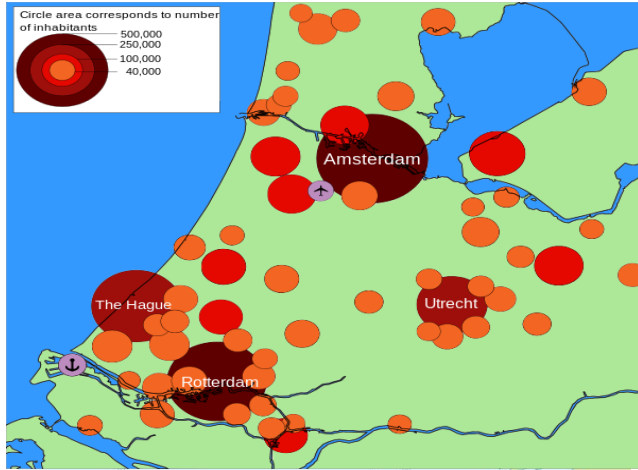 Circle area corresponds to number
of inhabitants
500,000
250,000
100,000
40,000
Amsterdam
The Hague
Utrecht
Rotterdam